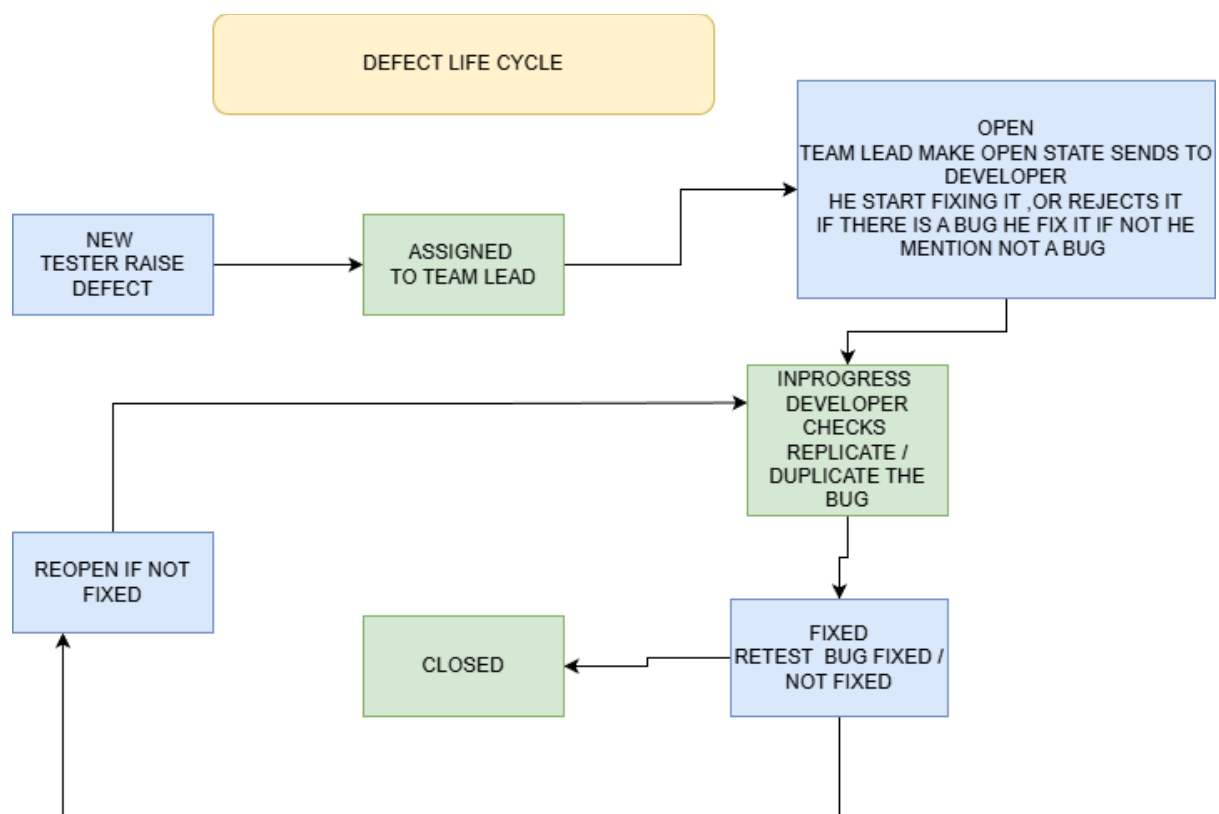 DEFECT LIFE CYCLE
NEW
TESTER RAISE
DEFECT
ASSIGNED
TO TEAM LEAD
OPEN
TEAM LEAD MAKE OPEN STATE SENDS TO
DEVELOPER
HE START FIXING IT ,OR REJECTS IT
IF THERE IS A BUG HE FIX IT IF NOT HE
MENTION NOT A BUG
INPROGRESS
DEVELOPER
CHECKS
REPLICATE /
DUPLICATE THE
BUG
REOPEN IF NOT
FIXED
CLOSED
FIXED
RETEST  BUG FIXED /
NOT FIXED